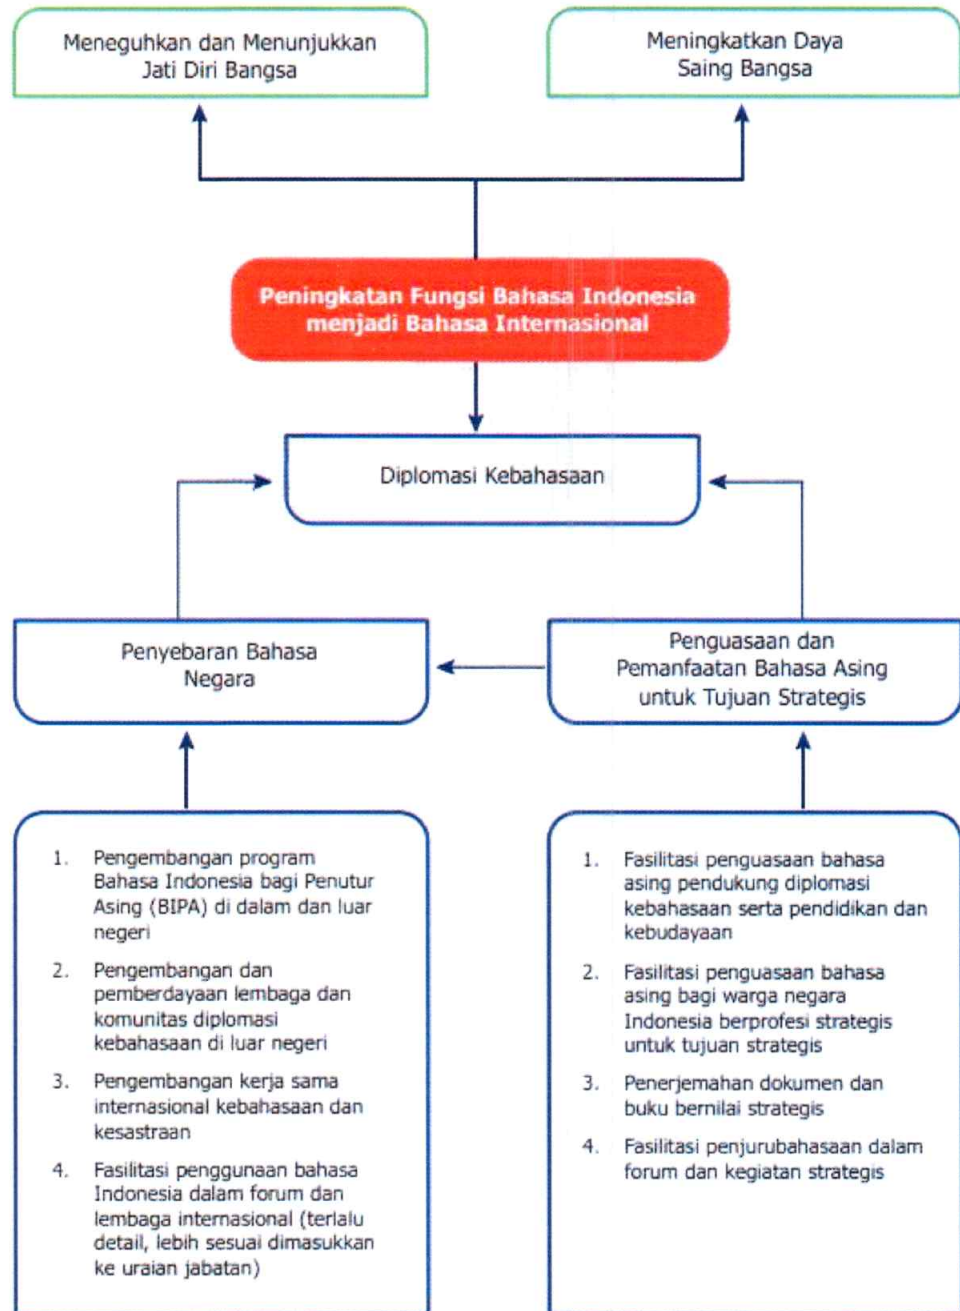 Meneguhkan dan Menunjukkan
Jati Diri Bangsa
Meningkatkan Daya
Saing Bangsa
Peningkatan Fungsi Bahasa Indonesia
menjadi Bahasa Internasional
Diplomasi Kebahasaan
Penyebaran Bahasa
Negara
Penguasaan dan
Pemanfaatan Bahasa Asing
untuk Tujuan Strategis
1. Pengembangan program
Bahasa Indonesia bagi Penutur
Asing (BIPA) di dalam dan luar
negeri
2. Pengembangan dan
pemberdayaan lembaga dan
komunitas diplomasi
kebahasaan di luar negeri
3. Pengembangan kerja sama
internasional kebahasaan dan
kesastraan
4. Fasilitasi penggunaan bahasa
Indonesia dalam forum dan
lembaga internasional (terlalu
detail, lebih sesuai dimasukkan
ke uraian jabatan)
1. Fasilitasi penguasaan bahasa
asing pendukung diplomasi
kebahasaan serta pendidikan dan
kebudayaan
2. Fasilitasi penguasaan bahasa
asing bagi warga negara
Indonesia berprofesi strategis
untuk tujuan strategis
3. Penerjemahan dokumen dan
buku bernilai strategis
4. Fasilitasi penjurubahasaan dalam
forum dan kegiatan strategis